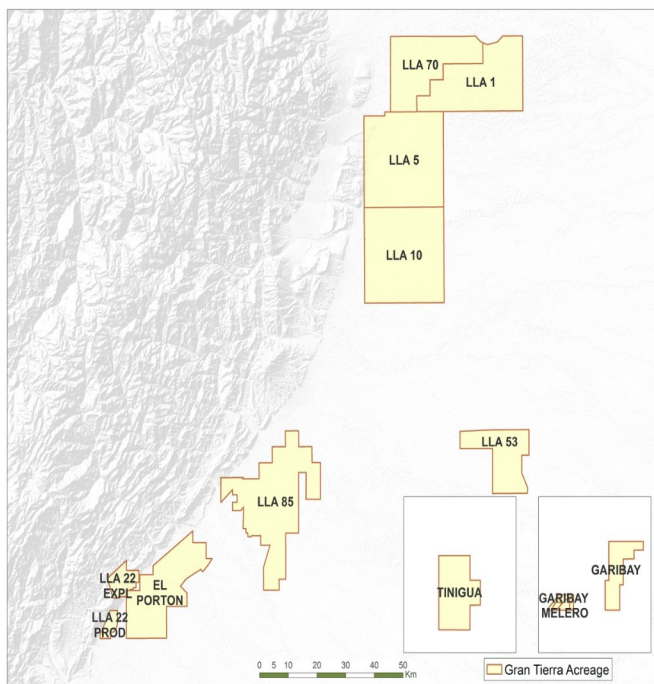 LLA 70
LLA 1
LLA 5
LLA 10
LLA 53
LLA 85
LLA 22
EXPL
EL
PORTON
LLA 22
PROD
TINIGUA
GARIBAY
GARIBAY
MELERO
0 5 10 20 30 40 50
Km
Gran Tierra Acreage